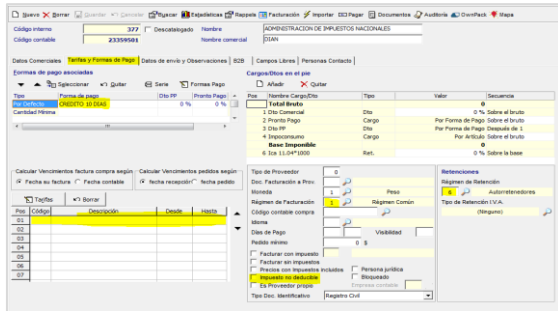 Nuevo Borrar Guardar Cancelar Buscar Estadísticas Rappels Facturación Importar Pagar Documentos Auditoría OwnPack Mapa
Código interno 377 Descatalogado Nombre ADMINISTRACION DE IMPUESTOS NACIONALES
Código contable 23359501 Nombre comercial DIAN
Datos Comerciales Tarifas y Formas de Pago Datos de envío y Observaciones B2B Campos Libres Personas Contacto
Formas de pago asociadas
Seleccionar Quitar Serie Formas Pago
Tipo Forma de pago Dto PP Pronto Pago
Por Defecto CREDITO 10 DIAS 0 % 0 %
Cantidad Mínima
Cargos/Dtos en el pie
Añadir Quitar
Pos Nombre Cargo/Dto Tipo Valor Secuencia
Total Bruto 0
1 Dto Comercial Dto 0 % Sobre el bruto
2 Pronto Pago Cargo Por Forma de Pago Sobre el bruto
3 Dto PP Dto Por Forma de Pago Después de 1
4 Impoconsumo Cargo Por Artículo Sobre el bruto
Base Imponible 0
6 Ica 11.04*1000 Ret. 0 % Sobre la base
Calcular Vencimientos factura compra según
Fecha su factura Fecha contable
Calcular Vencimientos pedidos según
fecha recepción fecha pedido
Tarifas Borrar
Pos Código Descripción Desde Hasta
01
02
03
04
05
06
07
Tipo de Proveedor 0
Doc. Facturación a Prov.
Moneda 1 Peso
Régimen de Facturación 1 Régimen Común
Código contable compra
Idioma
Días de Pago Visibilidad
Pedido mínimo 0 $
Facturar con impuesto
Facturar sin impuestos
Precios con impuestos incluidos Persona jurídica
Impuesto no deducible Bloqueado
Es Proveedor propio Empresa contable
Tipo Doc. Identificativo Registro Civil
Retenciones
Régimen de Retención
6 Autorretenedores
Tipo de Retención I.V.A.
(Ninguno)